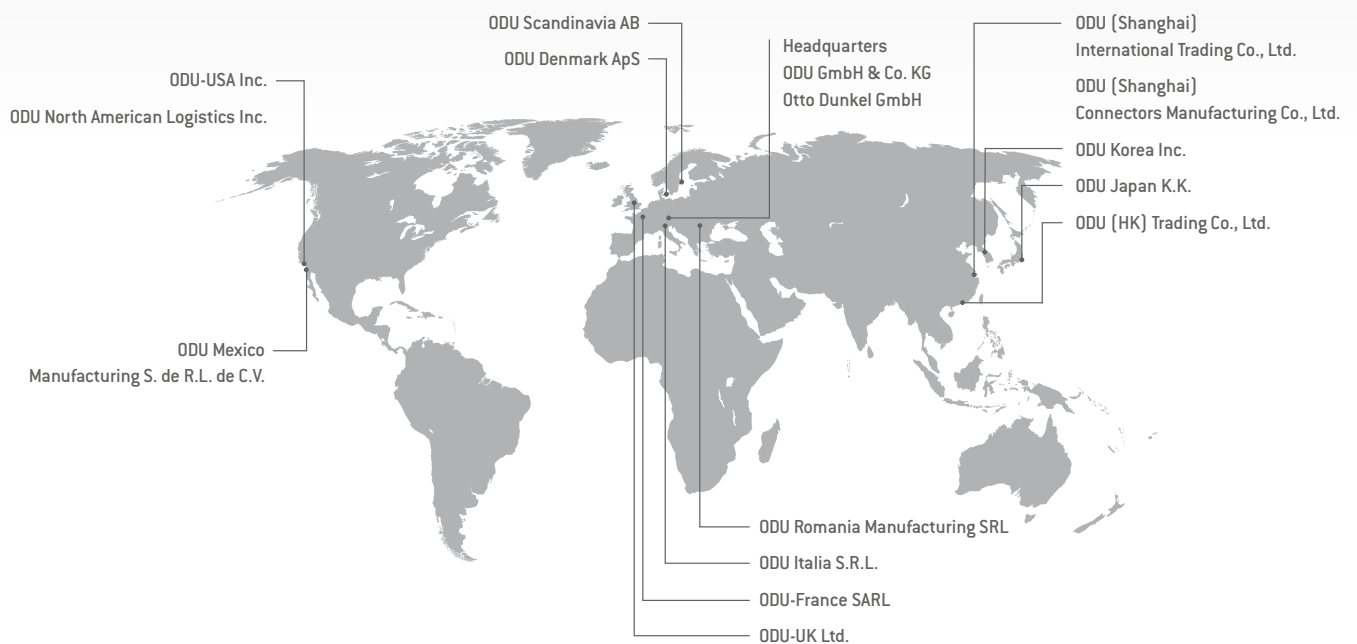 ODU Scandinavia AB
ODU Denmark ApS
Headquarters
ODU GmbH & Co. KG
Otto Dunkel GmbH
ODU (Shanghai)
International Trading Co., Ltd.
ODU (Shanghai)
Connectors Manufacturing Co., Ltd.
ODU Korea Inc.
ODU Japan K.K.
ODU (HK) Trading Co., Ltd.
ODU-USA Inc.
ODU North American Logistics Inc.
ODU Mexico
Manufacturing S. de R.L. de C.V.
ODU Romania Manufacturing SRL
ODU Italia S.R.L.
ODU-France SARL
ODU-UK Ltd.